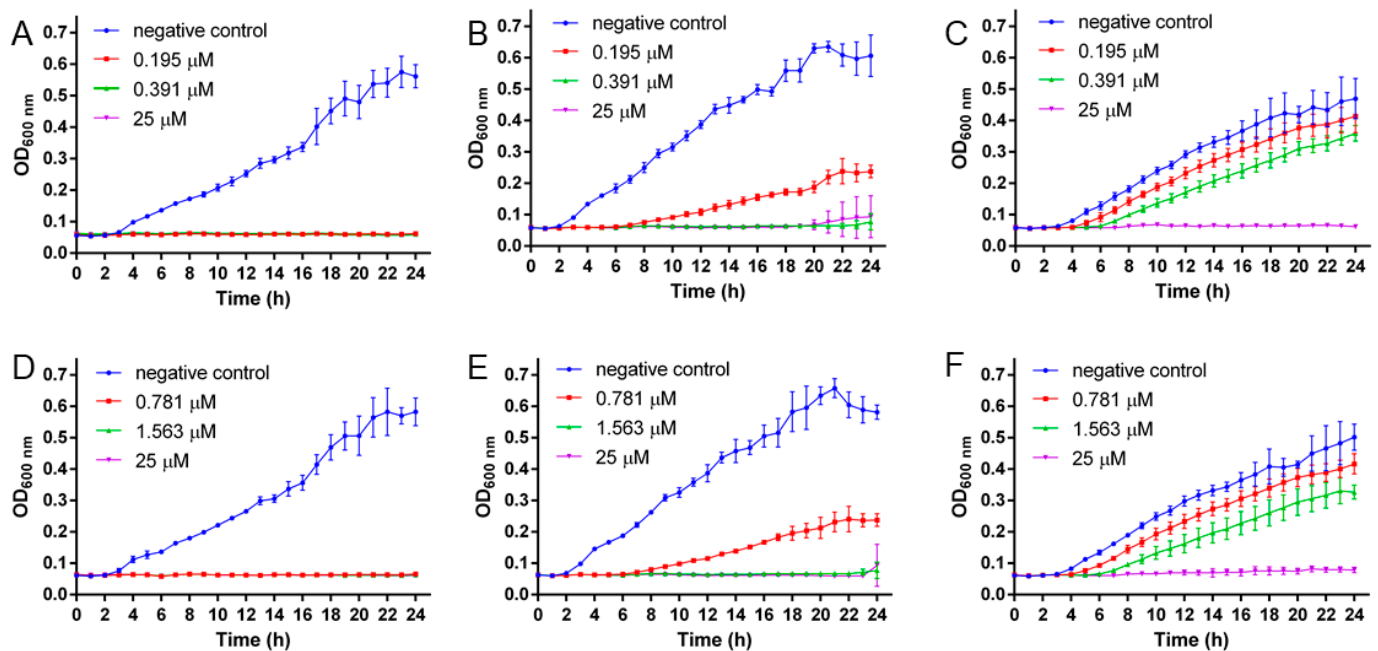 A
negative control
0.195 μM
0.391 μM
25 μM
OD600 nm
0.7
0.6
0.5
0.4
0.3
0.2
0.1
0.0
0 2 4 6 8 10 12 14 16 18 20 22 24
Time (h)
B
negative control
0.195 μM
0.391 μM
25 μM
OD600 nm
0.7
0.6
0.5
0.4
0.3
0.2
0.1
0.0
0 2 4 6 8 10 12 14 16 18 20 22 24
Time (h)
C
negative control
0.195 μM
0.391 μM
25 μM
OD600 nm
0.7
0.6
0.5
0.4
0.3
0.2
0.1
0.0
0 2 4 6 8 10 12 14 16 18 20 22 24
Time (h)
D
negative control
0.781 μM
1.563 μM
25 μM
OD600 nm
0.7
0.6
0.5
0.4
0.3
0.2
0.1
0.0
0 2 4 6 8 10 12 14 16 18 20 22 24
Time (h)
E
negative control
0.781 μM
1.563 μM
25 μM
OD600 nm
0.7
0.6
0.5
0.4
0.3
0.2
0.1
0.0
0 2 4 6 8 10 12 14 16 18 20 22 24
Time (h)
F
negative control
0.781 μM
1.563 μM
25 μM
OD600 nm
0.7
0.6
0.5
0.4
0.3
0.2
0.1
0.0
0 2 4 6 8 10 12 14 16 18 20 22 24
Time (h)